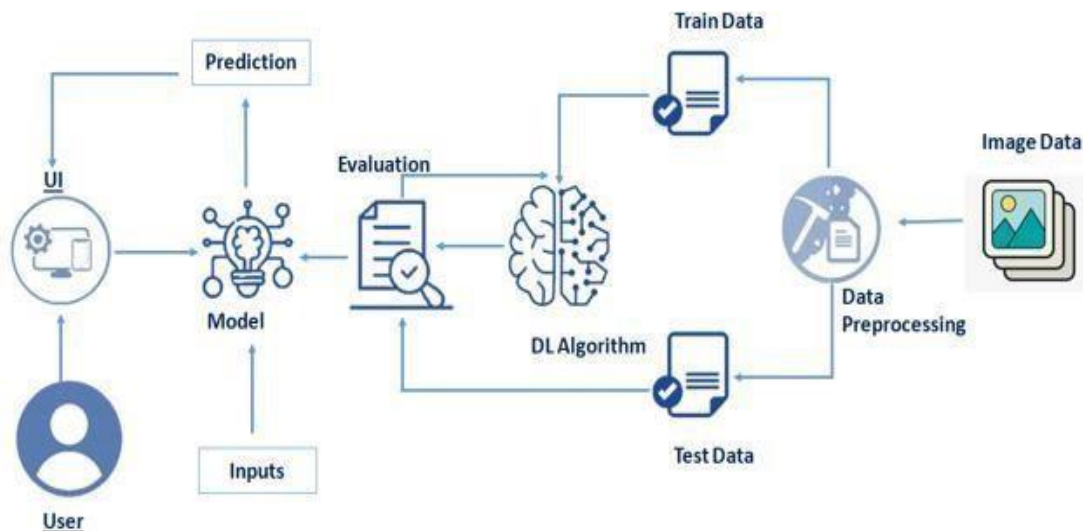 Train Data
Prediction
Image Data
Evaluation
UI
Data
Preprocessing
Model
DL Algorithm
Test Data
Inputs
User